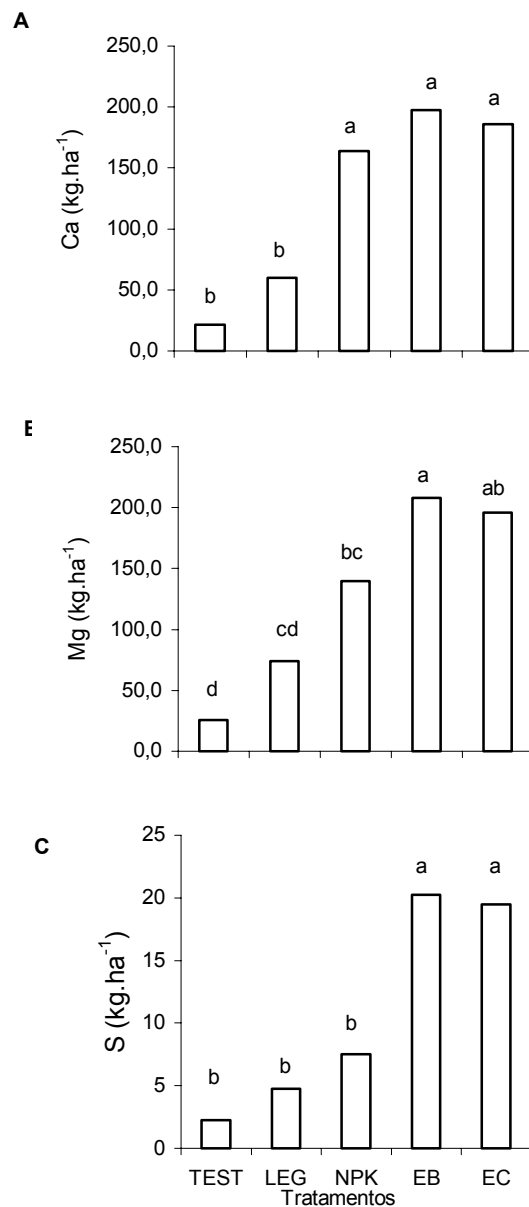 A
250,0
200,0
150,0
100,0
50,0
0,0
Ca (kg.ha⁻¹)
b
b
a
a
a
250,0
200,0
150,0
100,0
50,0
0,0
Mg (kg.ha⁻¹)
d
cd
bc
a
ab
C
25
20
15
10
5
0
S (kg.ha⁻¹)
b
b
b
a
a
TEST LEG NPK EB EC
Tratamentos